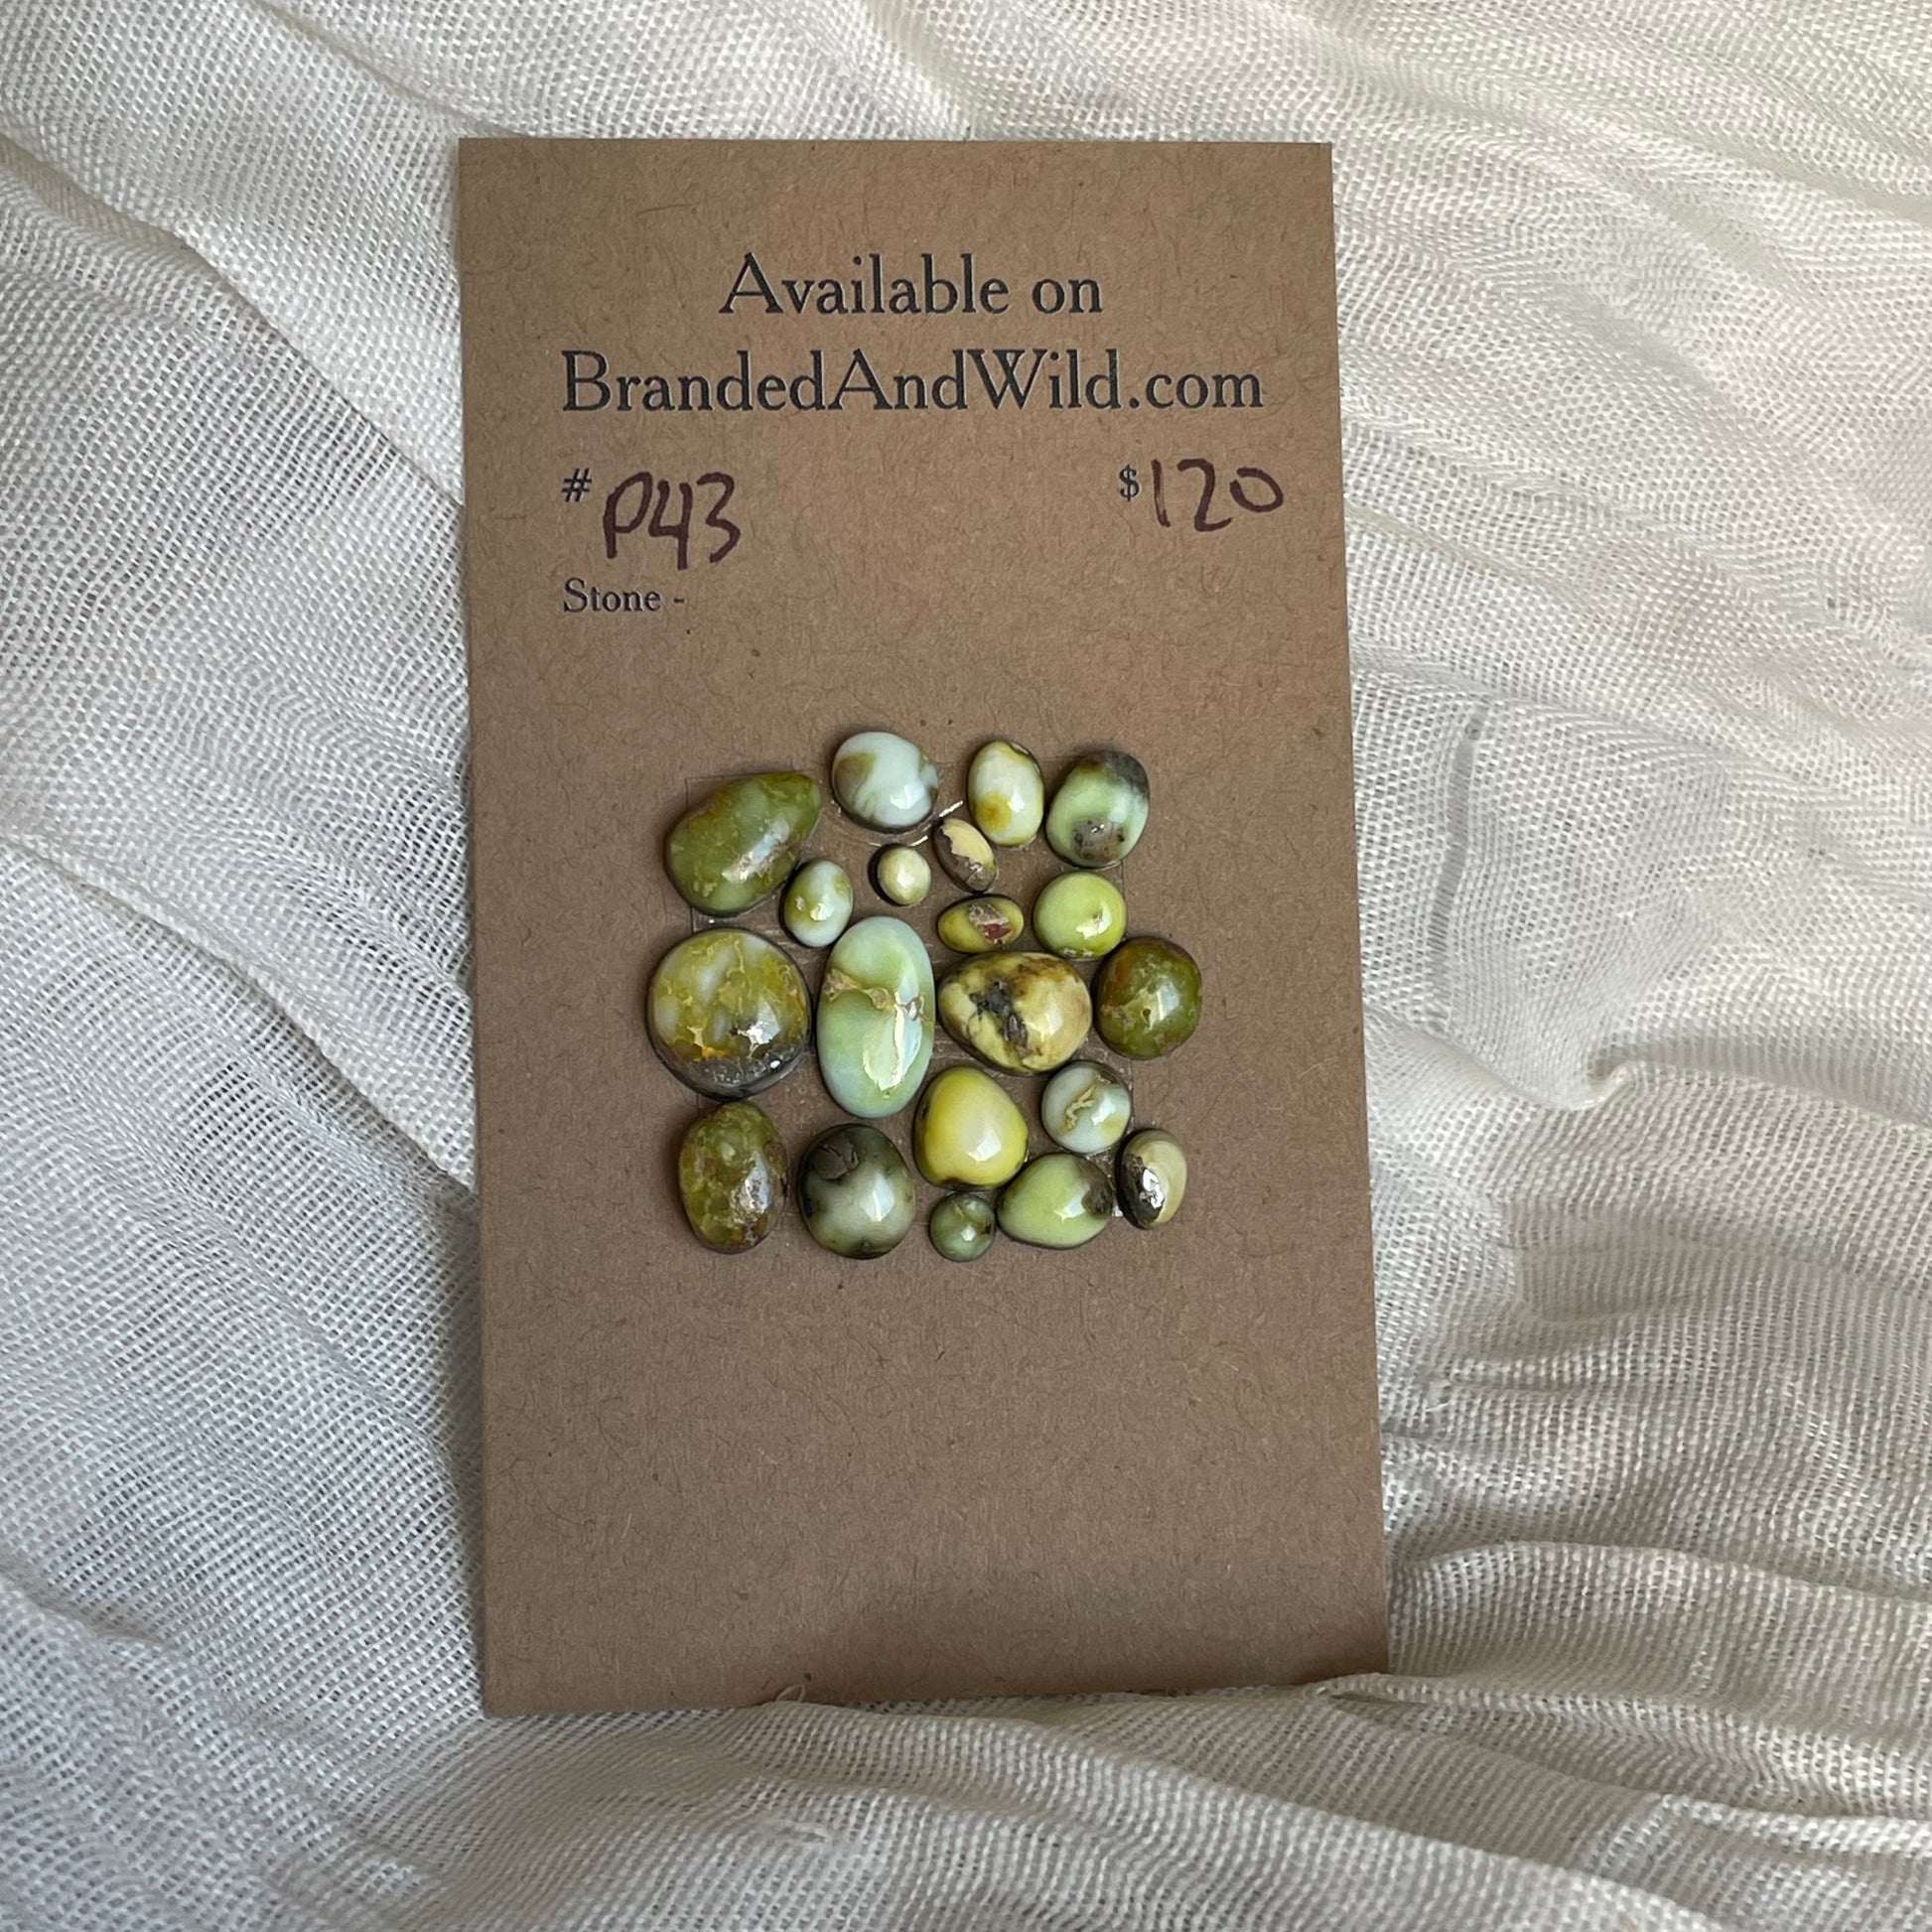 Available on
BrandedAndWild.com
# P43 $120
Stone -